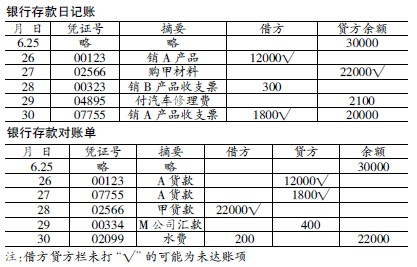 银行存款日记账
月 日 凭证号 摘要 借方 贷方余额
6.25 略 略 30000
26 00123 销A产品 12000√
27 02566 购甲材料 22000√
28 00323 销B产品收支票 300
29 04895 付汽车修理费 2100
30 07755 销A产品收支票 1800√ 20000
银行存款对账单
月 日 凭证号 摘要 借方 贷方 余额
6.25 略 略 30000
26 00123 A货款 12000√
27 07755 A货款 1800√
28 02566 甲货款 22000√
29 00334 M公司汇款 400
30 02099 水费 200 22000
注:借方贷方栏未打“√”的可能为未达账项